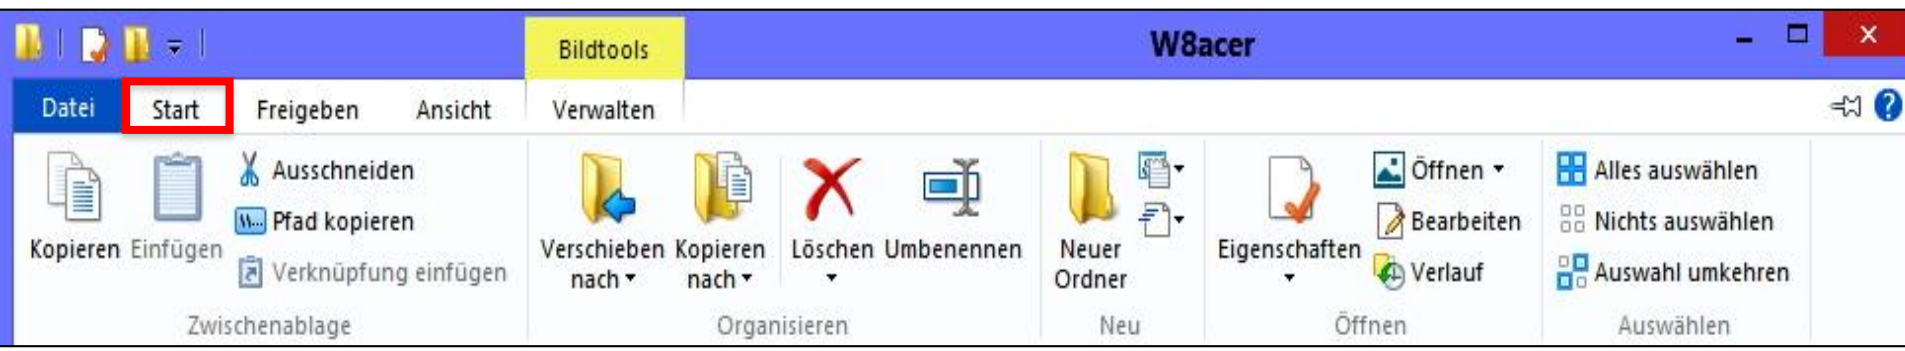 Bildtools
W8acer
Datei Start Freigeben Ansicht Verwalten
Kopieren
Einfügen
Ausschneiden
Pfad kopieren
Verknüpfung einfügen
Zwischenablage
Verschieben
nach
Kopieren
nach
Löschen
Umbenennen
Organisieren
Neuer
Ordner
Neu
Eigenschaften
Öffnen
Bearbeiten
Verlauf
Öffnen
Alles auswählen
Nichts auswählen
Auswahl umkehren
Auswählen